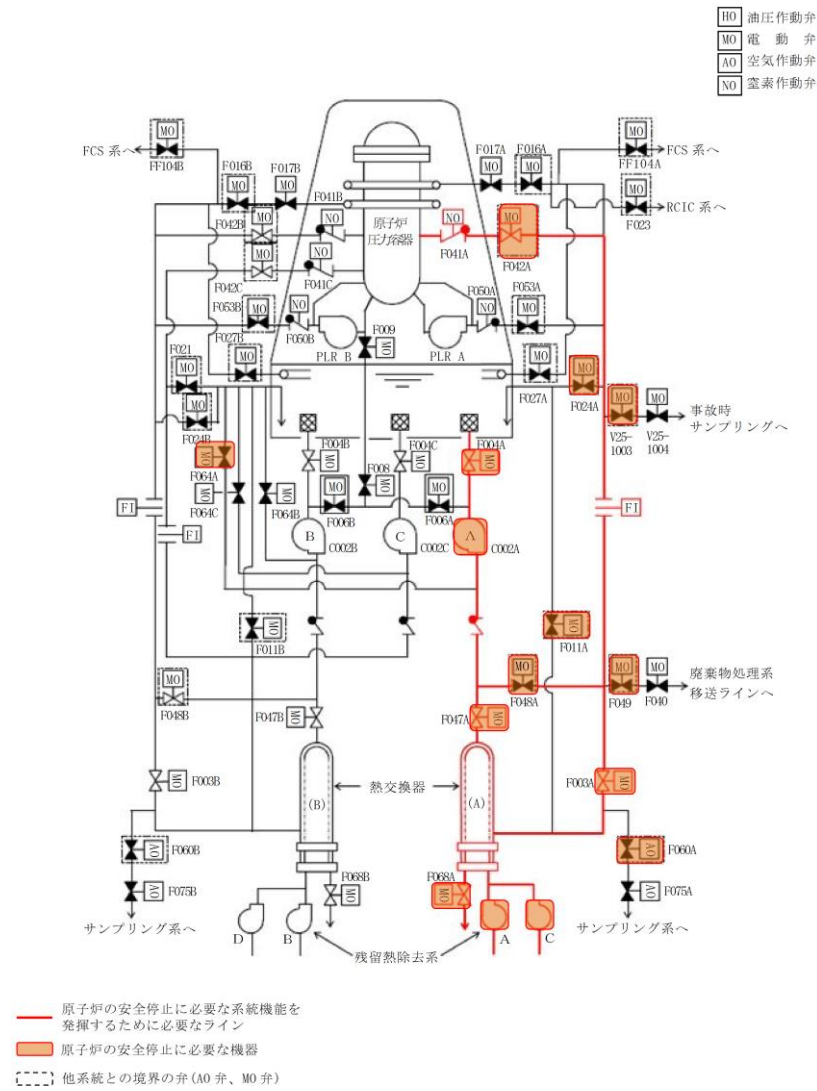 HO 油圧作動弁
MO 電動弁
AO 空気作動弁
NO 窒素作動弁
MO
FCS 系へ
FF104B
MO
F016B
MO
F017B
F041B
F017A
MO
F016A
MO
MO
FF104A
FCS 系へ
MO
F023
RCIC 系へ
MO
F042B
NO
原子炉
圧力容器
NO
F041A
MO
F042A
MO
F042C
NO
F041C
F053B
MO
NO
F050B
PLR B
F009
MO
PLR A
F050A
NO
F053A
MO
F027B
MO
F021
MO
MO
F024B
MO
F027A
MO
F024A
MO
V25-
1003
MO
V25-
1004
事故時
サンプリングへ
MO
F064A
MO
F064C
MO
F064B
F004B
MO
F004C
MO
F004A
MO
F008
MO
MO
F006B
MO
F006A
FI
FI
FI
B
C002B
C
C002C
A
C002A
MO
F011B
MO
F011A
MO
F048B
MO
F047B
MO
F047A
MO
F048A
MO
F049
MO
F040
廃棄物処理系
移送ラインへ
MO
F003B
熱交換器
(B)
(A)
F003A
MO
AO
F060B
AO
F075B
サンプリング系へ
F068B
MO
F068A
MO
AO
F060A
AO
F075A
サンプリング系へ
D
B
残留熱除去系
A
C
原子炉の安全停止に必要な系統機能を
発揮するために必要なライン
原子炉の安全停止に必要な機器
他系統との境界の弁(AO 弁、MO 弁)